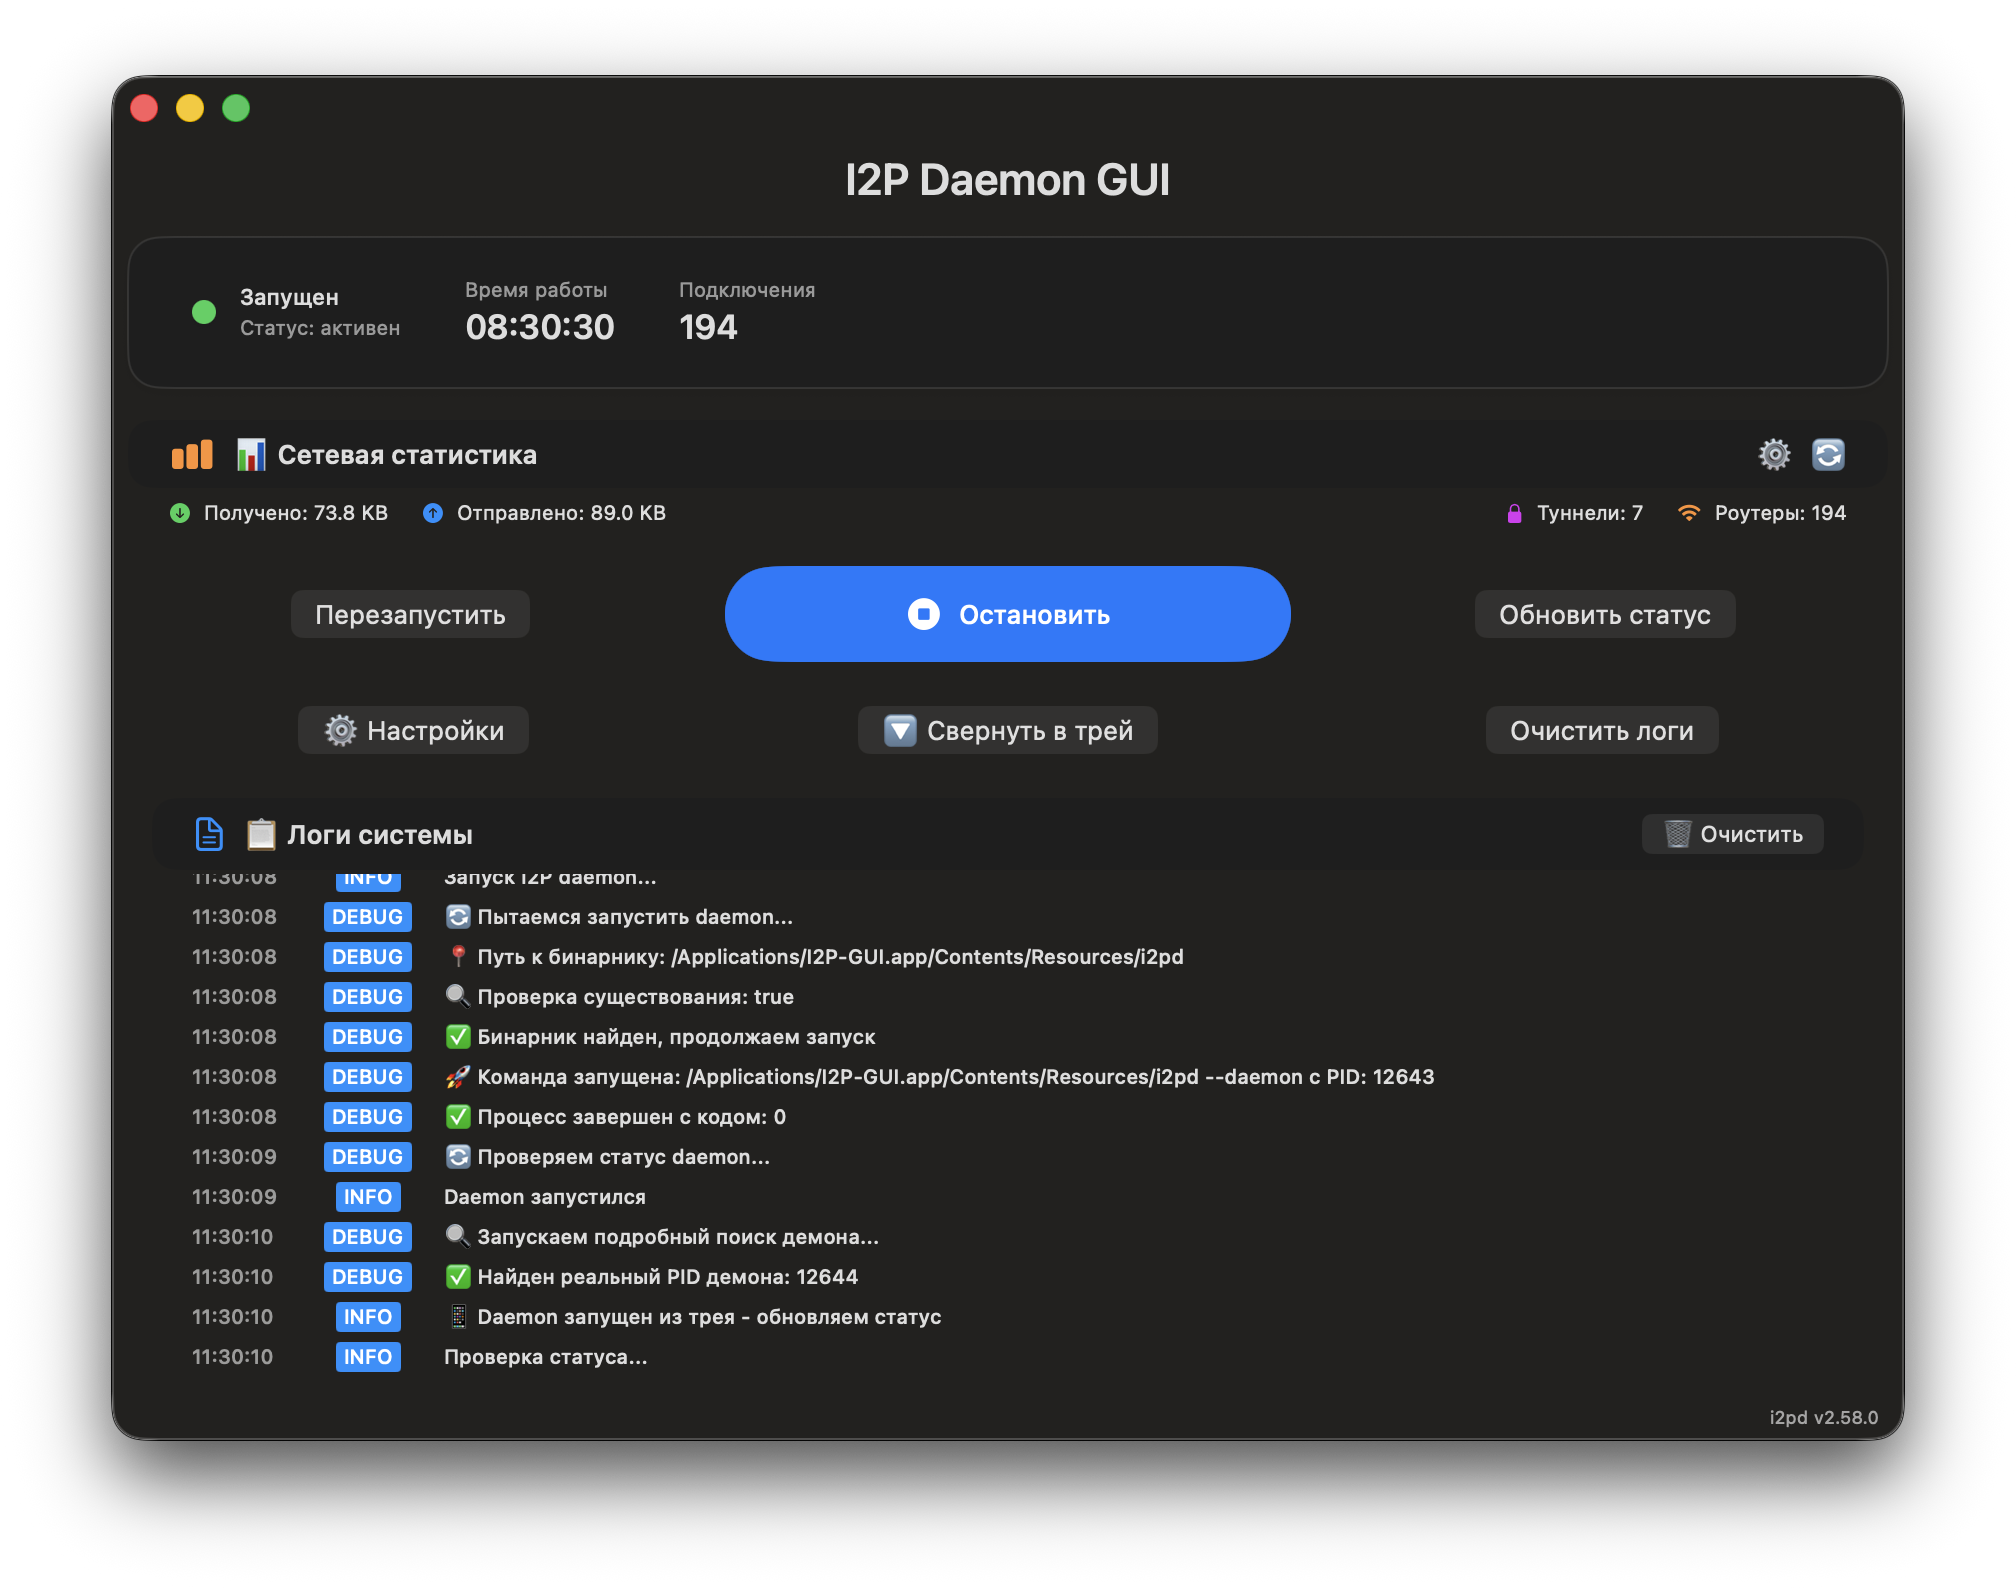 I2P Daemon GUI
Запущен
Статус: активен
Время работы
08:30:30
Подключения
194
📊 Сетевая статистика
Получено: 73.8 KB
Отправлено: 89.0 KB
Туннели: 7
Роутеры: 194
Перезапустить
Остановить
Обновить статус
⚙️ Настройки
🔽 Свернуть в трей
Очистить логи
📋 Логи системы
🗑️ Очистить
11:30:08 INFO Запуск I2P daemon...
11:30:08 DEBUG 🔄 Пытаемся запустить daemon...
11:30:08 DEBUG 📍 Путь к бинарнику: /Applications/I2P-GUI.app/Contents/Resources/i2pd
11:30:08 DEBUG 🔍 Проверка существования: true
11:30:08 DEBUG ✅ Бинарник найден, продолжаем запуск
11:30:08 DEBUG 🚀 Команда запущена: /Applications/I2P-GUI.app/Contents/Resources/i2pd --daemon с PID: 12643
11:30:08 DEBUG ✅ Процесс завершен с кодом: 0
11:30:09 DEBUG 🔄 Проверяем статус daemon...
11:30:09 INFO Daemon запустился
11:30:10 DEBUG 🔍 Запускаем подробный поиск демона...
11:30:10 DEBUG ✅ Найден реальный PID демона: 12644
11:30:10 INFO 📱 Daemon запущен из трея - обновляем статус
11:30:10 INFO Проверка статуса...
i2pd v2.58.0